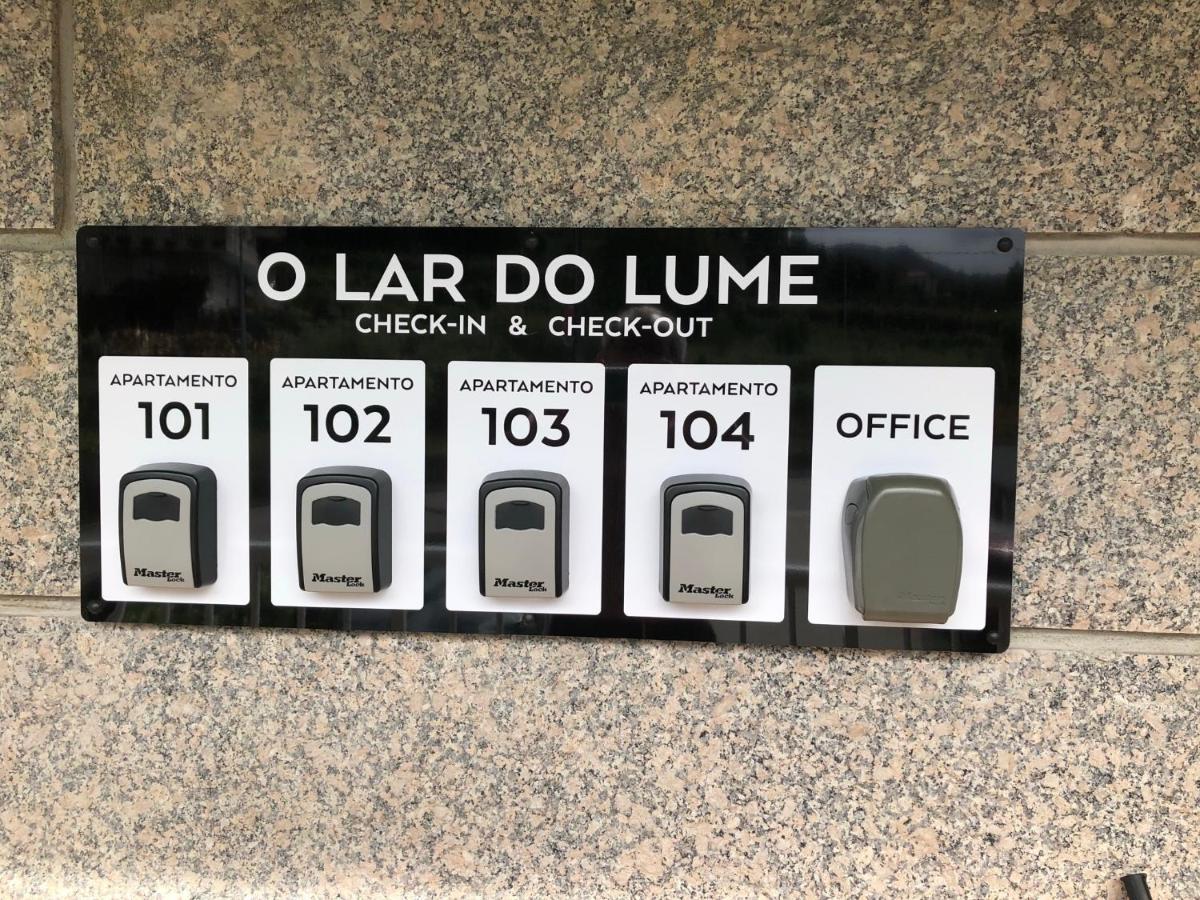 O LAR DO LUME
CHECK-IN & CHECK-OUT
APARTAMENTO
101
Master Lock
APARTAMENTO
102
Master Lock
APARTAMENTO
103
Master Lock
APARTAMENTO
104
Master Lock
OFFICE